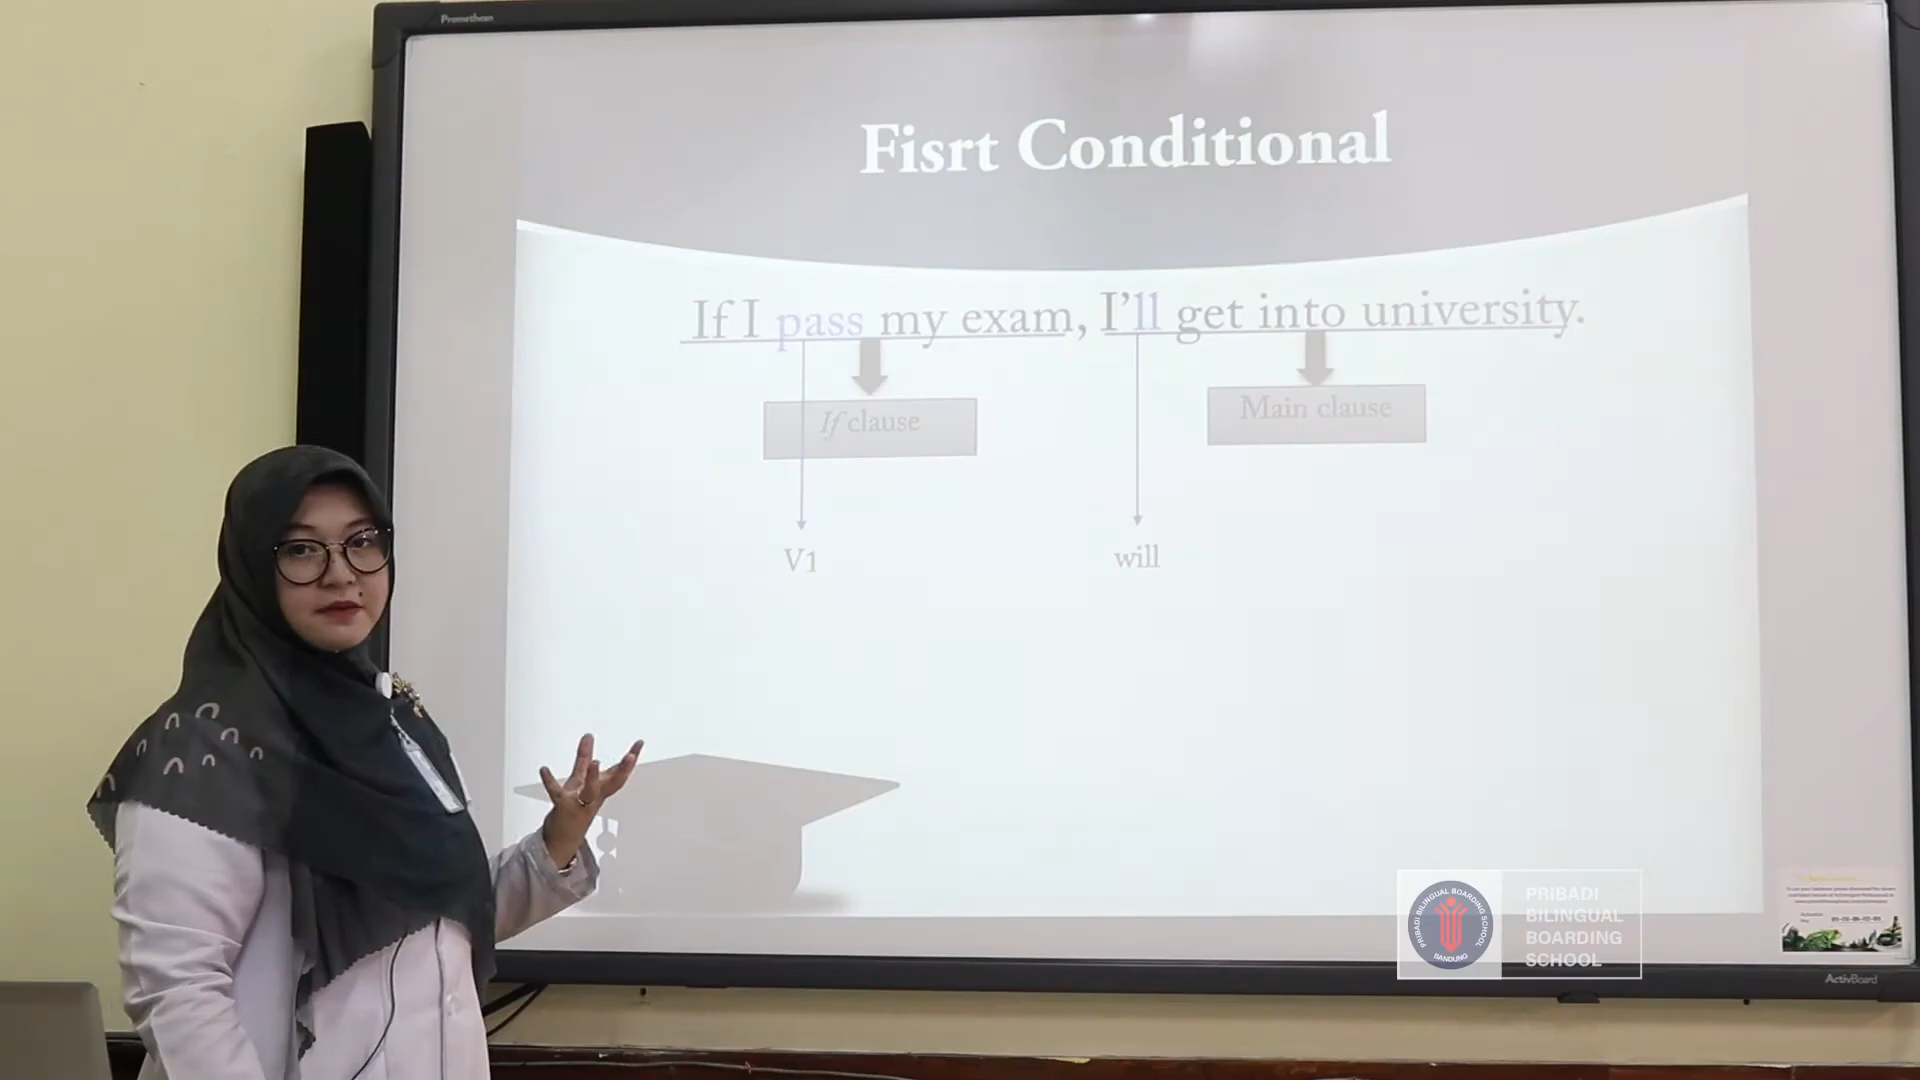 Promethean
Fisrt Conditional
If I pass my exam, I'll get into university.
If clause
Main clause
V1
will
PRIBADI BILINGUAL BOARDING SCHOOL
BANDUNG
PRIBADI
BILINGUAL
BOARDING
SCHOOL
ActivBoard